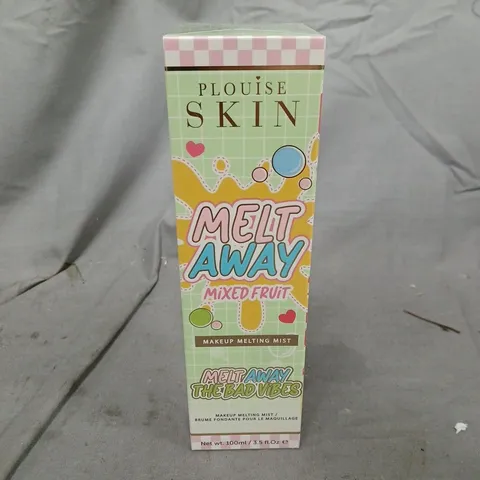 PLOUISE
SKIN
MELT
AWAY
MiXED FRUiT
MAKEUP MELTING MIST
MELT AWAY
THE BAD VIBES
MAKEUP MELTING MIST /
BRUME FONDANTE POUR LE MAQUILLAGE
Net wt. 100ml / 3.5 fl.Oz ℮